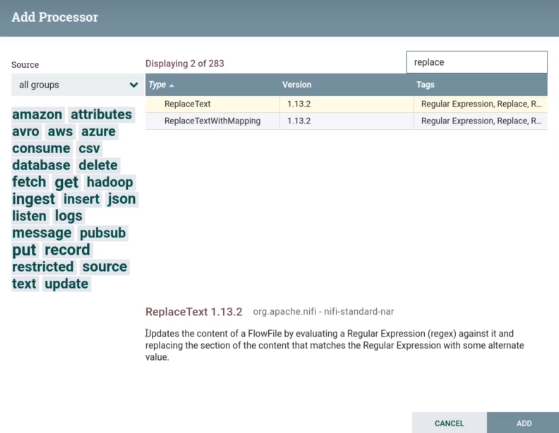 Add Processor
Source
Displaying 2 of 283
replace
all groups
Type Version Tags
ReplaceText 1.13.2 Regular Expression, Replace, R...
ReplaceTextWithMapping 1.13.2 Regular Expression, Replace, R...
amazon attributes
avro aws azure
consume csv
database delete
fetch get hadoop
ingest insert json
listen logs
message pubsub
put record
restricted source
text update
ReplaceText 1.13.2 org.apache.nifi - nifi-standard-nar
Updates the content of a FlowFile by evaluating a Regular Expression (regex) against it and
replacing the section of the content that matches the Regular Expression with some alternate
value.
CANCEL ADD